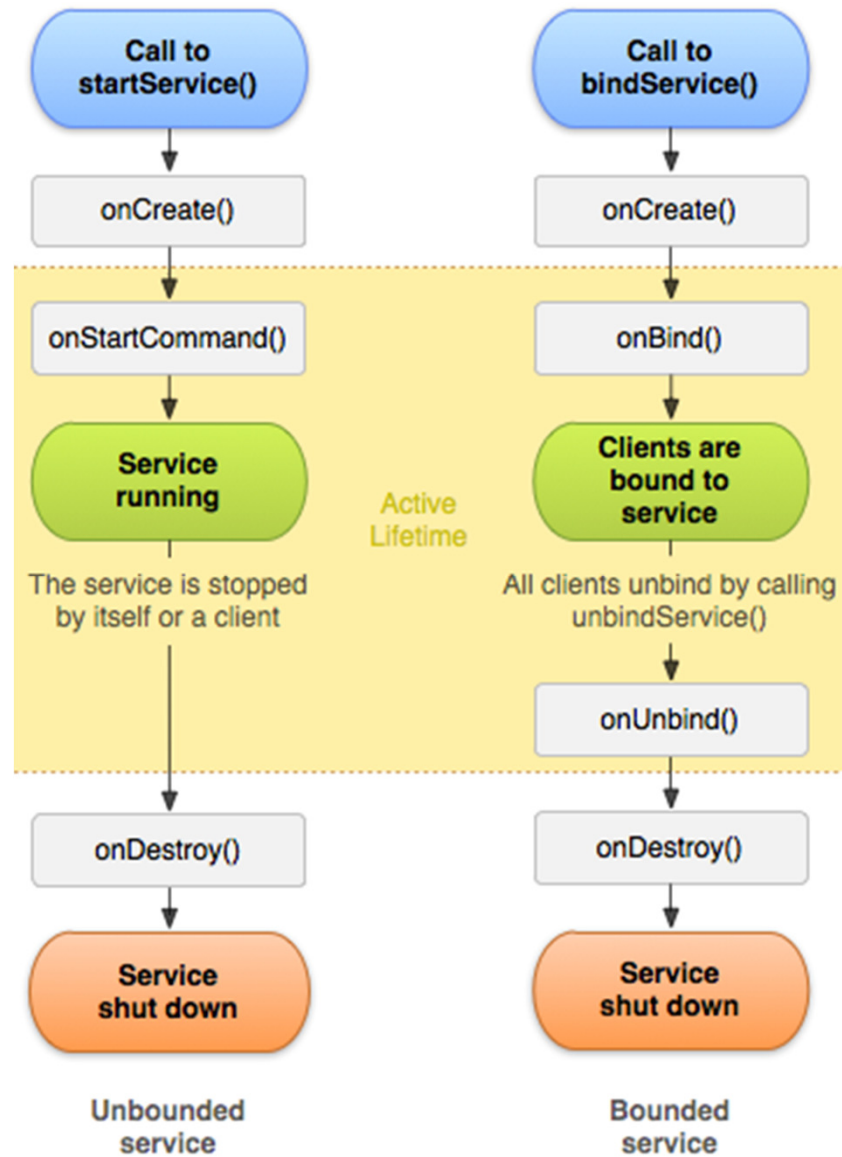 Call to
startService()
onCreate()
onStartCommand()
Service
running
The service is stopped
by itself or a client
onDestroy()
Service
shut down
Unbounded
service
Active
Lifetime
Call to
bindService()
onCreate()
onBind()
Clients are
bound to
service
All clients unbind by calling
unbindService()
onUnbind()
onDestroy()
Service
shut down
Bounded
service